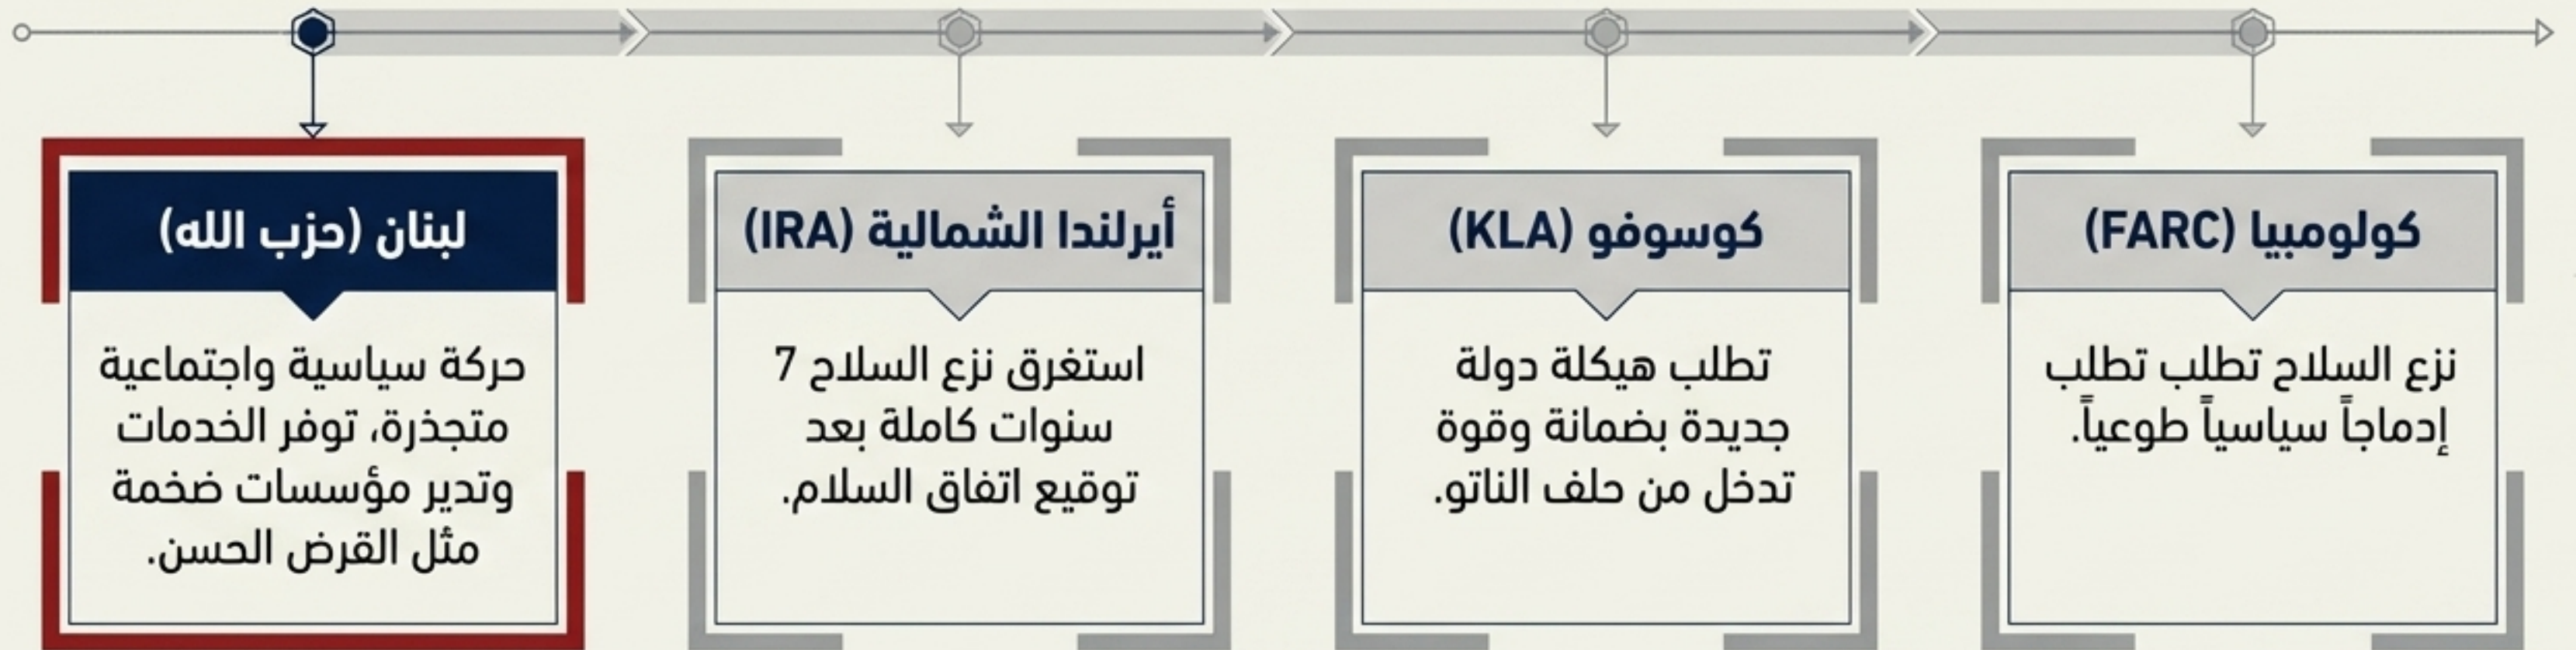 كولومبيا (FARC)
نزع السلاح تطلب تطلب
إدماجاً سياسياً طوعياً.
كوسوفو (KLA)
تطلب هيكلة دولة
جديدة بضمانة وقوة
تدخل من حلف الناتو.
أيرلندا الشمالية (IRA)
استغرق نزع السلاح 7
سنوات كاملة بعد
توقيع اتفاق السلام.
لبنان (حزب الله)
حركة سياسية واجتماعية
متجذرة، توفر الخدمات
وتدير مؤسسات ضخمة
مثل القرض الحسن.